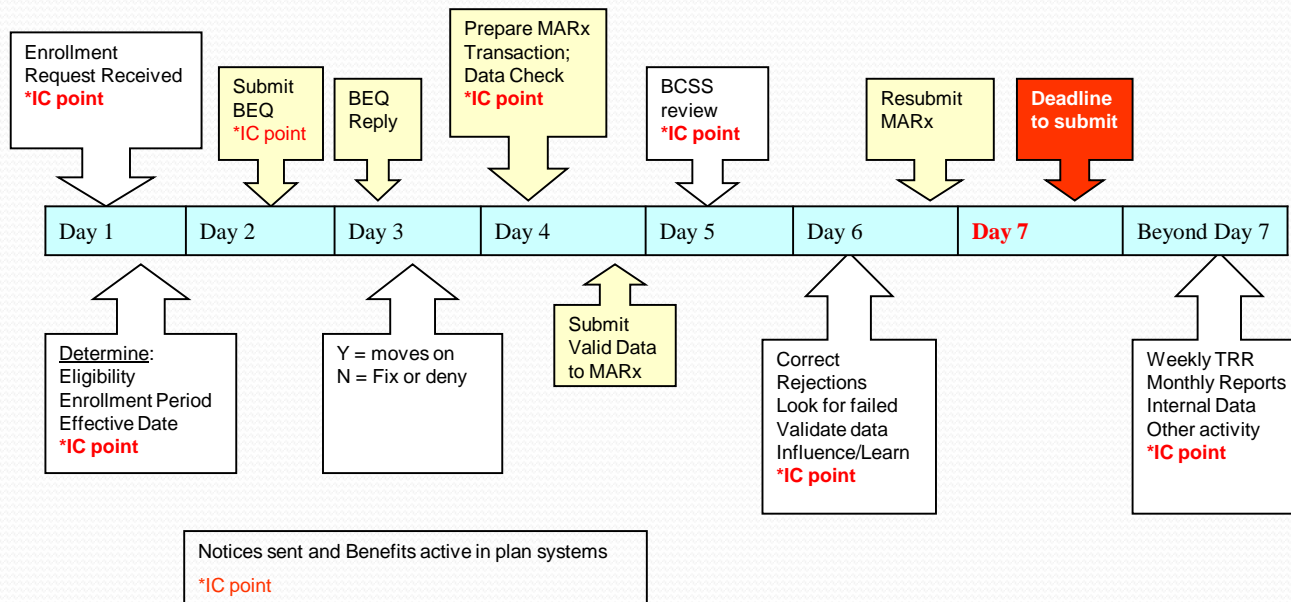 Enrollment
Request Received
*IC point
Submit
BEQ
*IC point
BEQ
Reply
Prepare MARx
Transaction;
Data Check
*IC point
BCSS
review
*IC point
Resubmit
MARx
Deadline
to submit
Day 1
Day 2
Day 3
Day 4
Day 5
Day 6
Day 7
Beyond Day 7
Determine:
Eligibility
Enrollment Period
Effective Date
*IC point
Y = moves on
N = Fix or deny
Submit
Valid Data
to MARx
Correct
Rejections
Look for failed
Validate data
Influence/Learn
*IC point
Weekly TRR
Monthly Reports
Internal Data
Other activity
*IC point
Notices sent and Benefits active in plan systems
*IC point